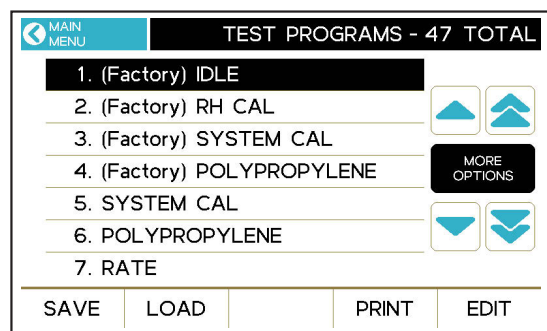 MAIN
MENU
TEST PROGRAMS - 47 TOTAL
1. (Factory) IDLE
2. (Factory) RH CAL
3. (Factory) SYSTEM CAL
4. (Factory) POLYPROPYLENE
MORE
OPTIONS
5. SYSTEM CAL
6. POLYPROPYLENE
7. RATE
SAVE LOAD PRINT EDIT